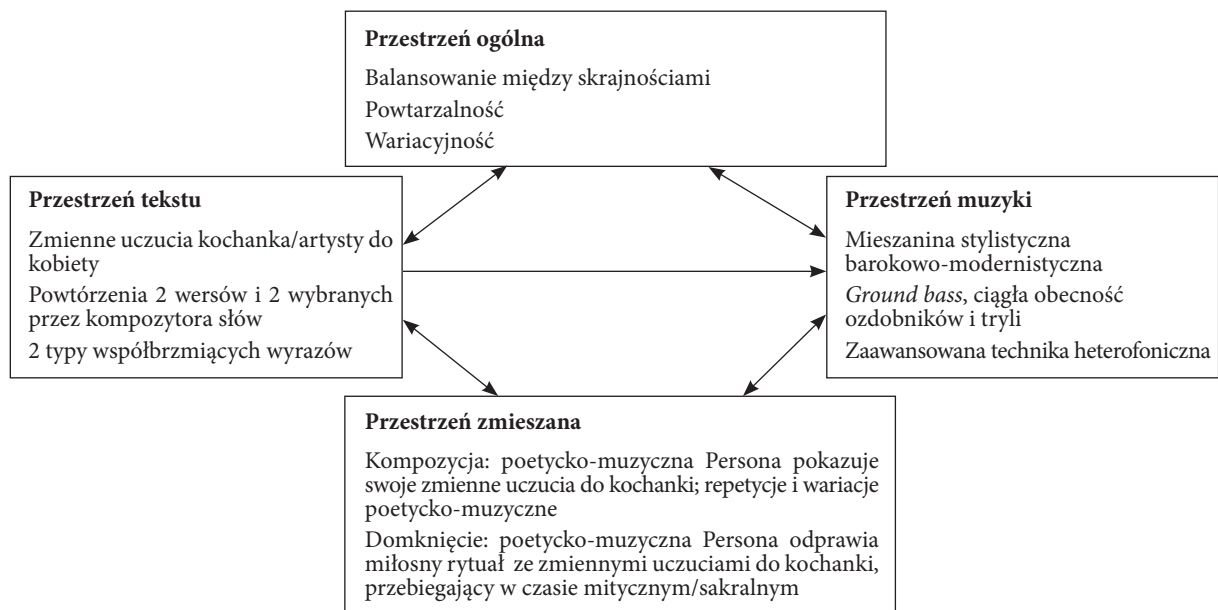 Przestrzeń ogólna
Balansowanie między skrajnościami
Powtarzalność
Wariacyjność
Przestrzeń tekstu
Zmienne uczucia kochanka/artysty do
kobiety
Powtórzenia 2 wersów i 2 wybranych
przez kompozytora słów
2 typy współbrzmiących wyrazów
Przestrzeń muzyki
Mieszanina stylistyczna
barokowo-modernistyczna
Ground bass, ciągła obecność
ozdobników i tryli
Zaawansowana technika heterofoniczna
Przestrzeń zmieszana
Kompozycja: poetycko-muzyczna Persona pokazuje
swoje zmienne uczucia do kochanki; repetycje i wariacje
poetycko-muzyczne
Domknięcie: poetycko-muzyczna Persona odprawia
miłosny rytuał ze zmiennymi uczuciami do kochanki,
przebiegający w czasie mitycznym/sakralnym